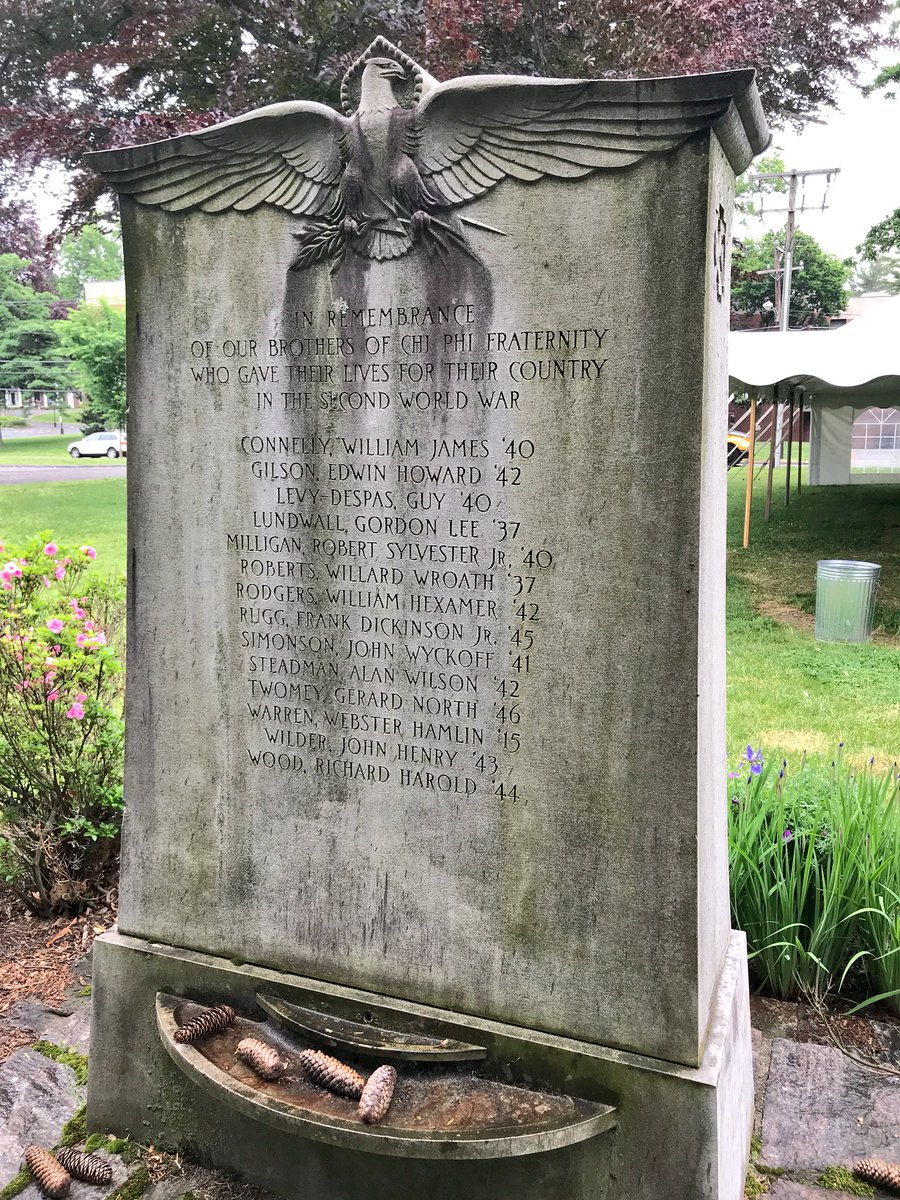 IN REMEMBRANCE
OF OUR BROTHERS OF CHI PHI FRATERNITY
WHO GAVE THEIR LIVES FOR THEIR COUNTRY
IN THE SECOND WORLD WAR
CONNELLY, WILLIAM JAMES '40
GILSON, EDWIN HOWARD '42
LEVY-DESPAS, GUY '40
LUNDWALL, GORDON LEE '37
MILLIGAN, ROBERT SYLVESTER JR. '40
ROBERTS, WILLARD WROATH '37
RODGERS, WILLIAM HEXAMER '42
RUGG, FRANK DICKINSON JR. '45
SIMONSON, JOHN WYCKOFF '41
STEADMAN, ALAN WILSON '42
TWOMEY, GERARD NORTH '46
WARREN, WEBSTER HAMLIN '15
WILDER, JOHN HENRY '43
WOOD, RICHARD HAROLD '44